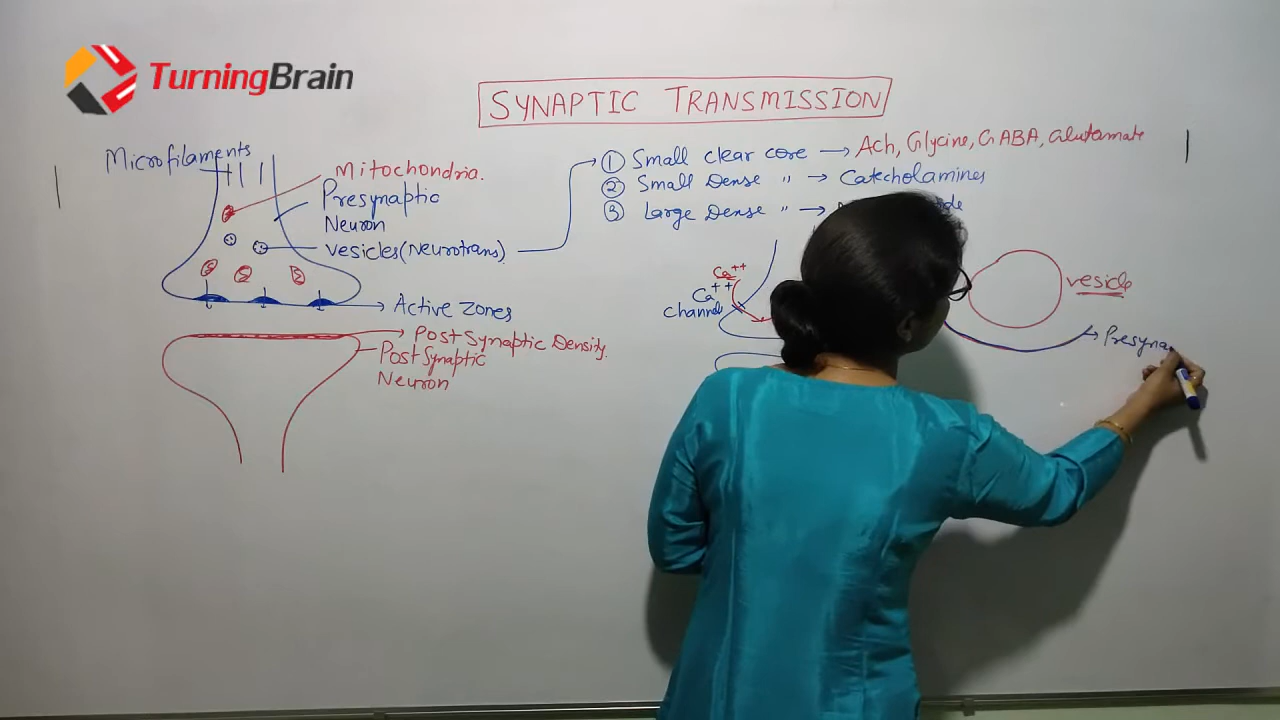 TurningBrain
SYNAPTIC TRANSMISSION
Microfilaments
Mitochondria.
Presynaptic
Neuron
Vesicles (Neurotrans)
Active Zones
Post Synaptic Density
Post Synaptic
Neuron
① Small clear core → Ach, Glycine, GABA, Glutamate
② Small Dense " → Catecholamines
③ Large Dense " →
Ca++
Ca++
channel
vesicle
Presyna